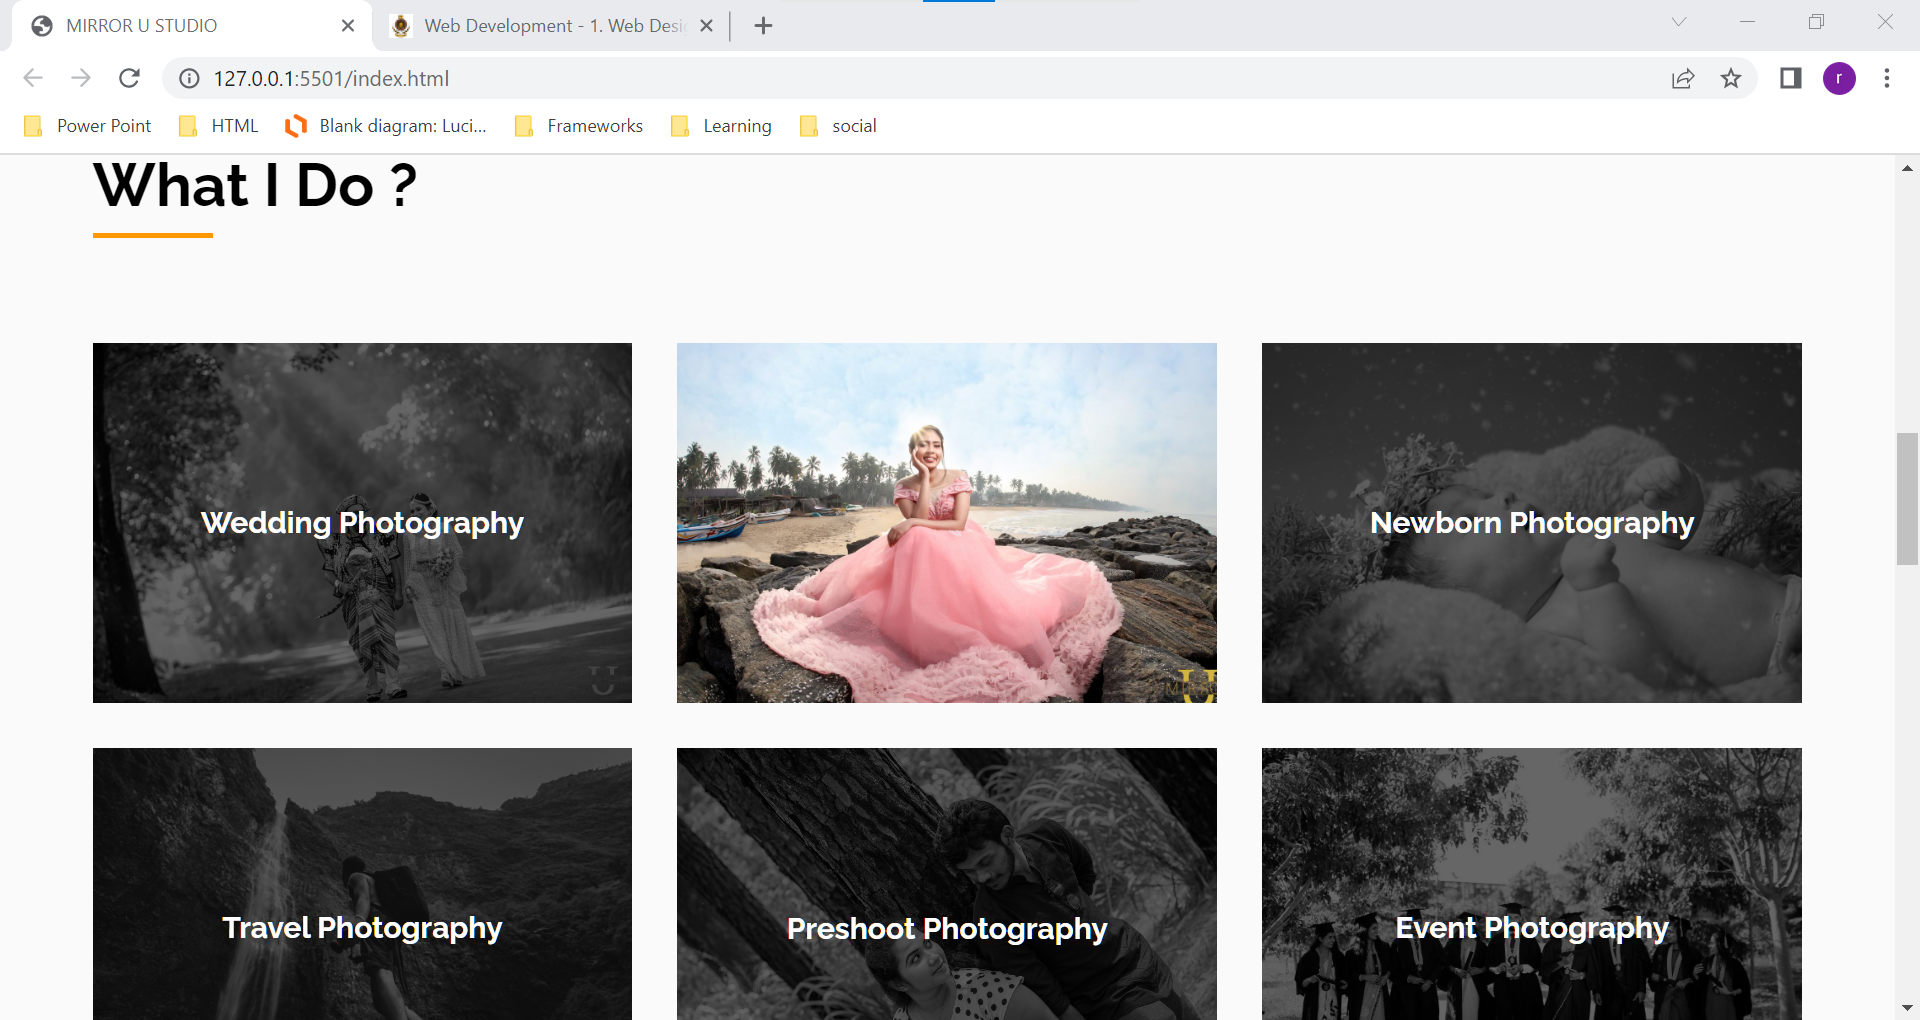 MIRROR U STUDIO
Web Development - 1. Web Desi
127.0.0.1:5501/index.html
r
Power Point
HTML
Blank diagram: Luci...
Frameworks
Learning
social
What I Do ?
Wedding Photography
U
U
Newborn Photography
Travel Photography
Preshoot Photography
Event Photography